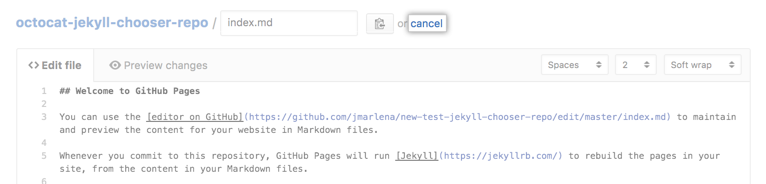 octocat-jekyll-chooser-repo / index.md or cancel
<> Edit file Preview changes Spaces 2 Soft wrap
1 ## Welcome to GitHub Pages
2
3 You can use the [editor on GitHub](https://github.com/jmarlena/new-test-jekyll-chooser-repo/edit/master/index.md) to maintain
and preview the content for your website in Markdown files.
4
5 Whenever you commit to this repository, GitHub Pages will run [Jekyll](https://jekyllrb.com/) to rebuild the pages in your
site, from the content in your Markdown files.
6